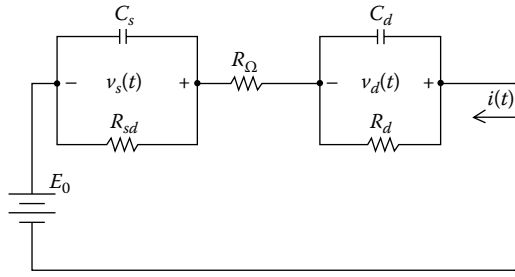 C_s
C_d
R_Ω
− v_s(t) +
− v_d(t) +
i(t)
R_sd
R_d
E_0